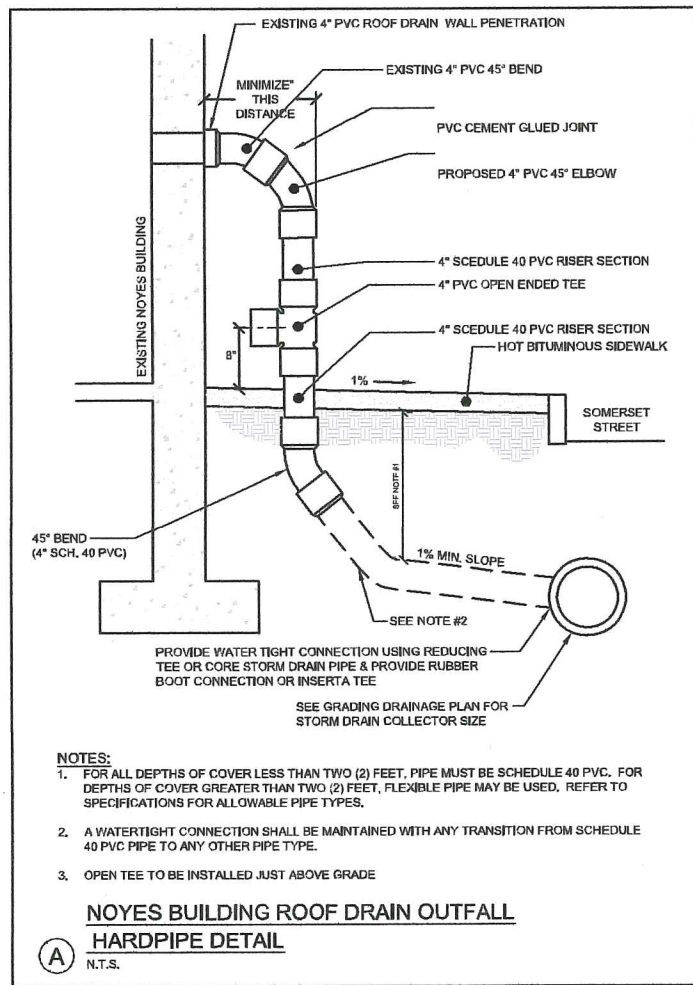 EXISTING 4" PVC ROOF DRAIN WALL PENETRATION
EXISTING 4" PVC 45° BEND
MINIMIZE"
THIS
DISTANCE
PVC CEMENT GLUED JOINT
PROPOSED 4" PVC 45° ELBOW
EXISTING NOYES BUILDING
4" SCEDULE 40 PVC RISER SECTION
4" PVC OPEN ENDED TEE
4" SCEDULE 40 PVC RISER SECTION
HOT BITUMINOUS SIDEWALK
8"
1%
SOMERSET
STREET
SEE NOTE #1
45° BEND
(4" SCH. 40 PVC)
1% MIN. SLOPE
SEE NOTE #2
PROVIDE WATER TIGHT CONNECTION USING REDUCING
TEE OR CORE STORM DRAIN PIPE & PROVIDE RUBBER
BOOT CONNECTION OR INSERTA TEE
SEE GRADING DRAINAGE PLAN FOR
STORM DRAIN COLLECTOR SIZE
NOTES:
1. FOR ALL DEPTHS OF COVER LESS THAN TWO (2) FEET, PIPE MUST BE SCHEDULE 40 PVC. FOR
DEPTHS OF COVER GREATER THAN TWO (2) FEET, FLEXIBLE PIPE MAY BE USED. REFER TO
SPECIFICATIONS FOR ALLOWABLE PIPE TYPES.
2. A WATERTIGHT CONNECTION SHALL BE MAINTAINED WITH ANY TRANSITION FROM SCHEDULE
40 PVC PIPE TO ANY OTHER PIPE TYPE.
3. OPEN TEE TO BE INSTALLED JUST ABOVE GRADE
NOYES BUILDING ROOF DRAIN OUTFALL
HARDPIPE DETAIL
A
N.T.S.